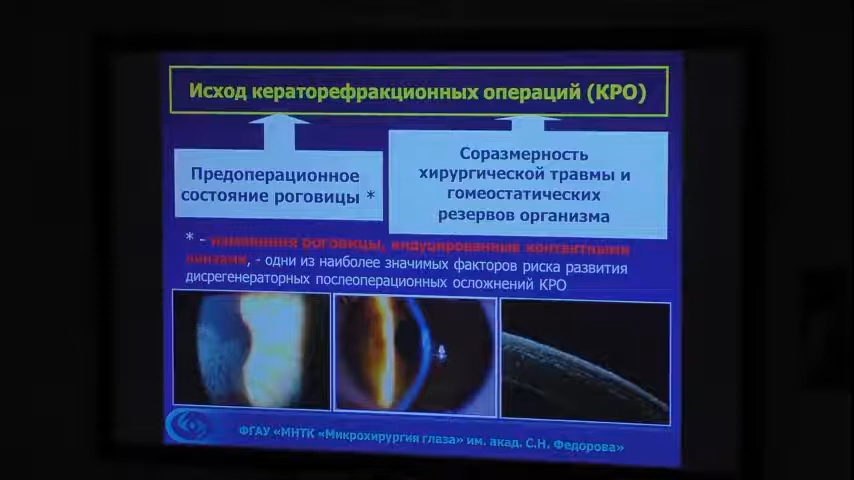 Исход кераторефракционных операций (КРО)
Предоперационное
состояние роговицы *
Соразмерность
хирургической травмы и
гомеостатических
резервов организма
* - изменения роговицы, индуцированные контактными
линзами, - одни из наиболее значимых факторов риска развития
дисрегенераторных послеоперационных осложнений КРО
ФГАУ «МНТК «Микрохирургия глаза» им. акад. С.Н. Федорова»